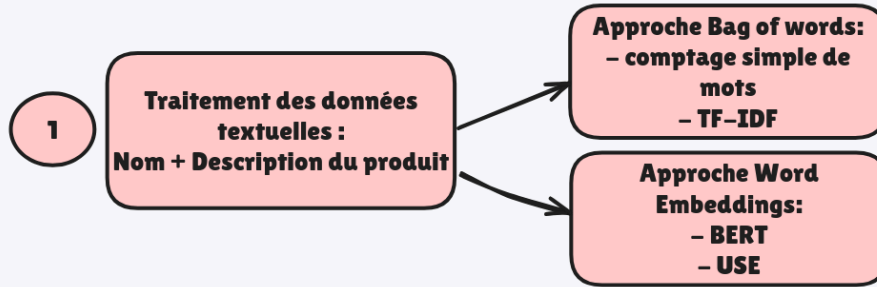 1
Traitement des données
textuelles :
Nom + Description du produit
Approche Bag of words:
- comptage simple de
mots
- TF-IDF
Approche Word
Embeddings:
- BERT
- USE